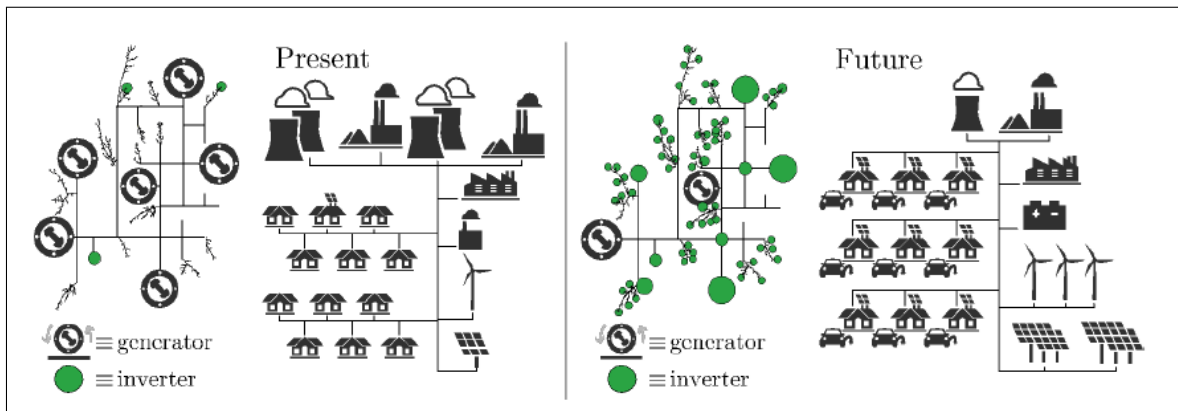 Present
≡ generator
≡ inverter
Future
≡ generator
≡ inverter